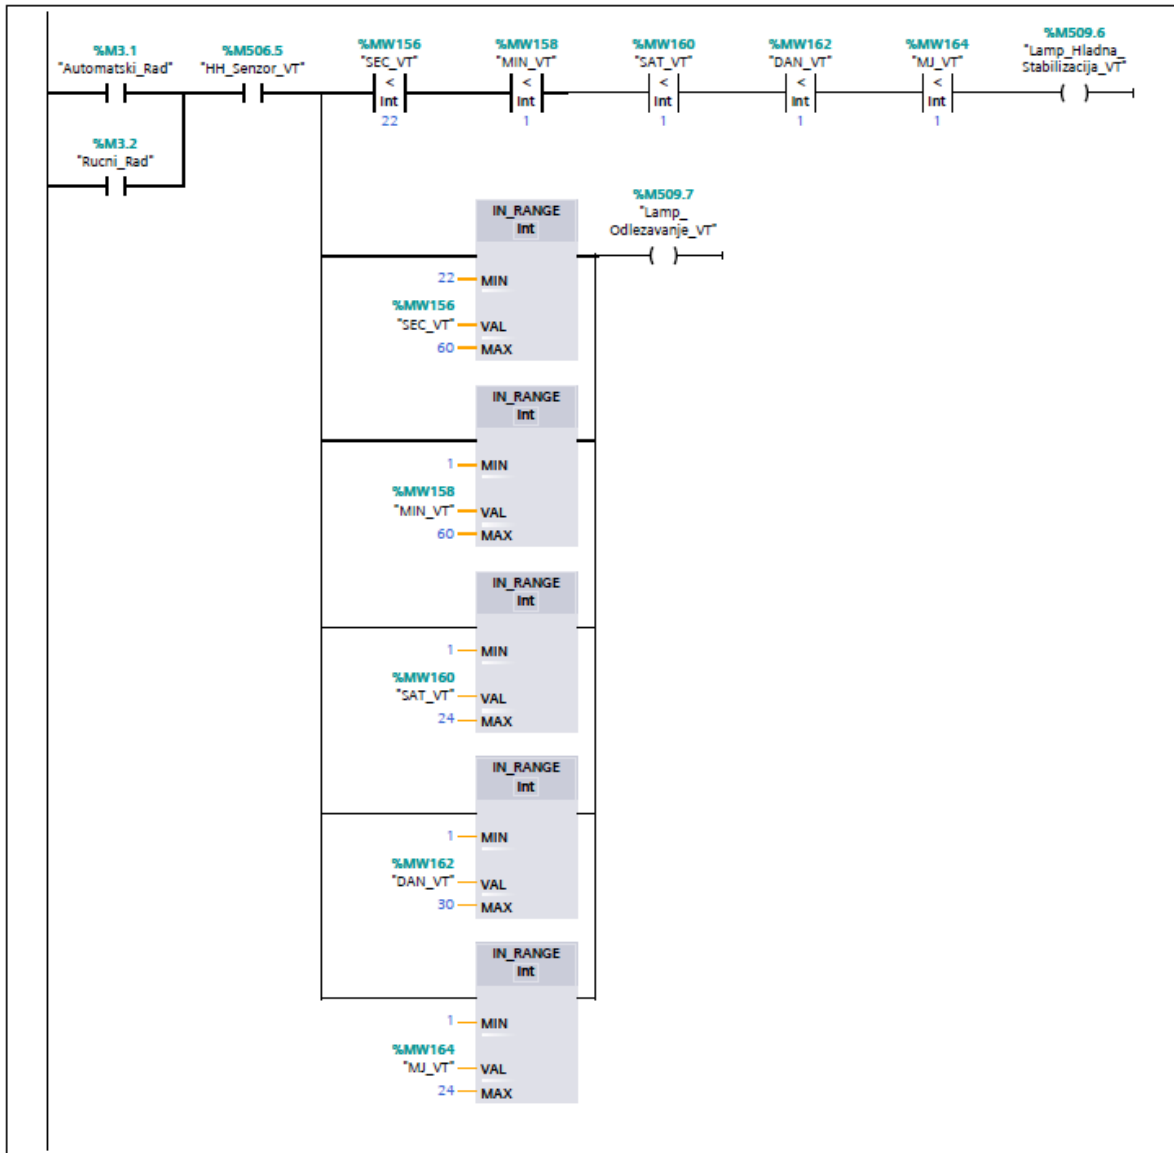 %M3.1
"Automatski_Rad"
%M506.5
"HH_Senzor_VT"
%MW156
"SEC_VT"
<
Int
22
%MW158
"MIN_VT"
<
Int
1
%MW160
"SAT_VT"
<
Int
1
%MW162
"DAN_VT"
<
Int
1
%MW164
"MJ_VT"
<
Int
1
%M509.6
"Lamp_Hladna_
Stabilizacija_VT"
%M3.2
"Rucni_Rad"
%M509.7
"Lamp_
Odlezavanje_VT"
IN_RANGE
Int
22 MIN
%MW156
"SEC_VT" VAL
60 MAX
IN_RANGE
Int
1 MIN
%MW158
"MIN_VT" VAL
60 MAX
IN_RANGE
Int
1 MIN
%MW160
"SAT_VT" VAL
24 MAX
IN_RANGE
Int
1 MIN
%MW162
"DAN_VT" VAL
30 MAX
IN_RANGE
Int
1 MIN
%MW164
"MJ_VT" VAL
24 MAX